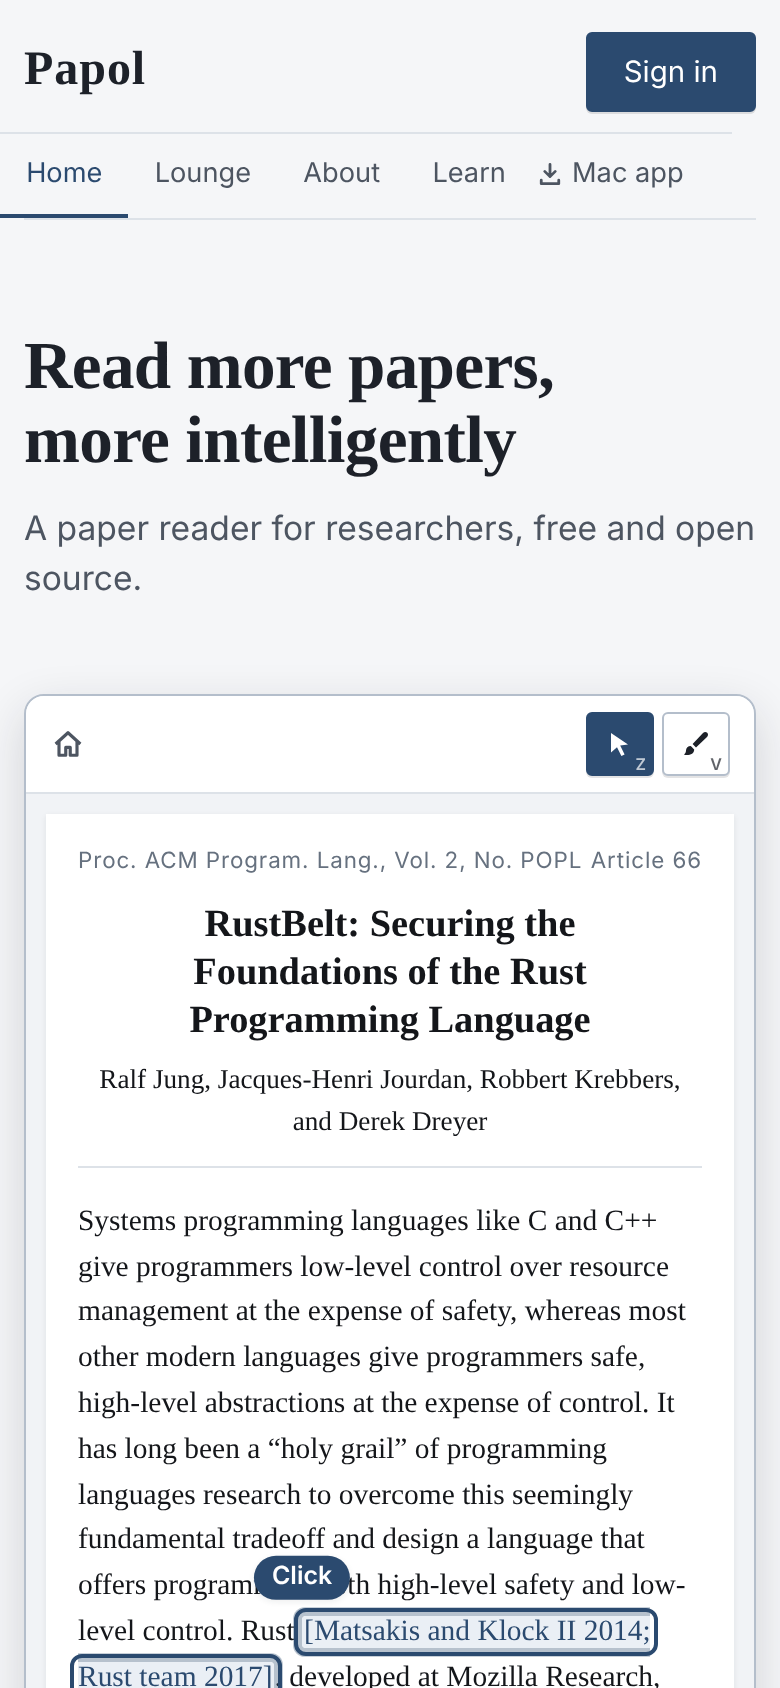 Papol
Sign in
Home Lounge About Learn Mac app
Read more papers,
more intelligently
A paper reader for researchers, free and open
source.
Z V
Proc. ACM Program. Lang., Vol. 2, No. POPL Article 66
RustBelt: Securing the
Foundations of the Rust
Programming Language
Ralf Jung, Jacques-Henri Jourdan, Robbert Krebbers,
and Derek Dreyer
Systems programming languages like C and C++
give programmers low-level control over resource
management at the expense of safety, whereas most
other modern languages give programmers safe,
high-level abstractions at the expense of control. It
has long been a “holy grail” of programming
languages research to overcome this seemingly
fundamental tradeoff and design a language that
Click
offers high-level safety and low-
level control. Rust [Matsakis and Klock II 2014;
Rust team 2017], developed at Mozilla Research,